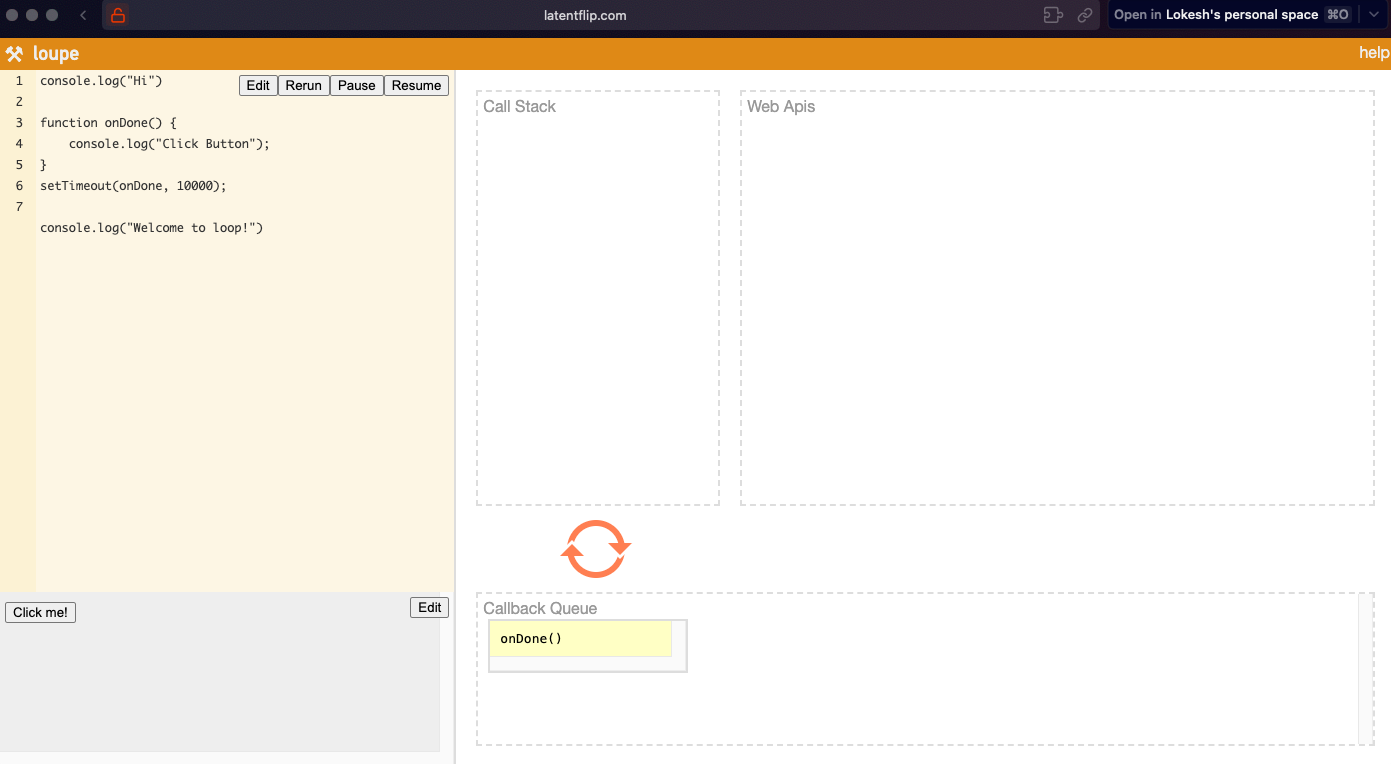 latentflip.com
Open in Lokesh's personal space ⌘O
loupe
help
Edit Rerun Pause Resume
1 console.log("Hi")
2
3 function onDone() {
4     console.log("Click Button");
5 }
6 setTimeout(onDone, 10000);
7
console.log("Welcome to loop!")
Call Stack
Web Apis
Click me!
Edit
Callback Queue
onDone()